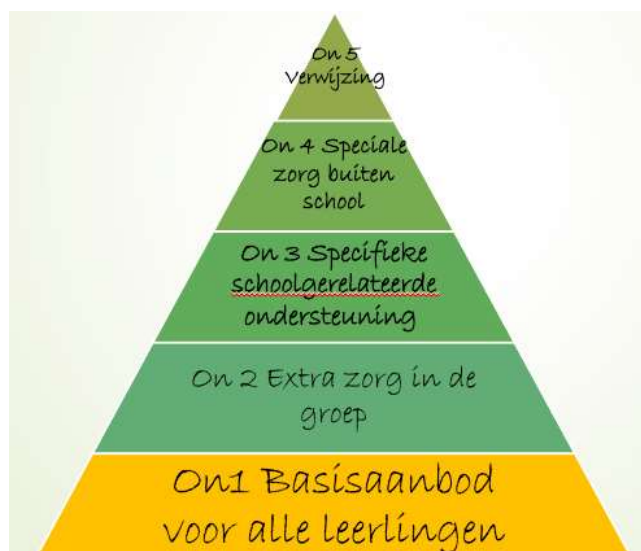 On 5
Verwijzing
On 4 Speciale
zorg buiten
school
On 3 Specifieke
schoolgerelateerde
ondersteuning
On 2 Extra zorg in de
groep
On1 Basisaanbod
voor alle leerlingen